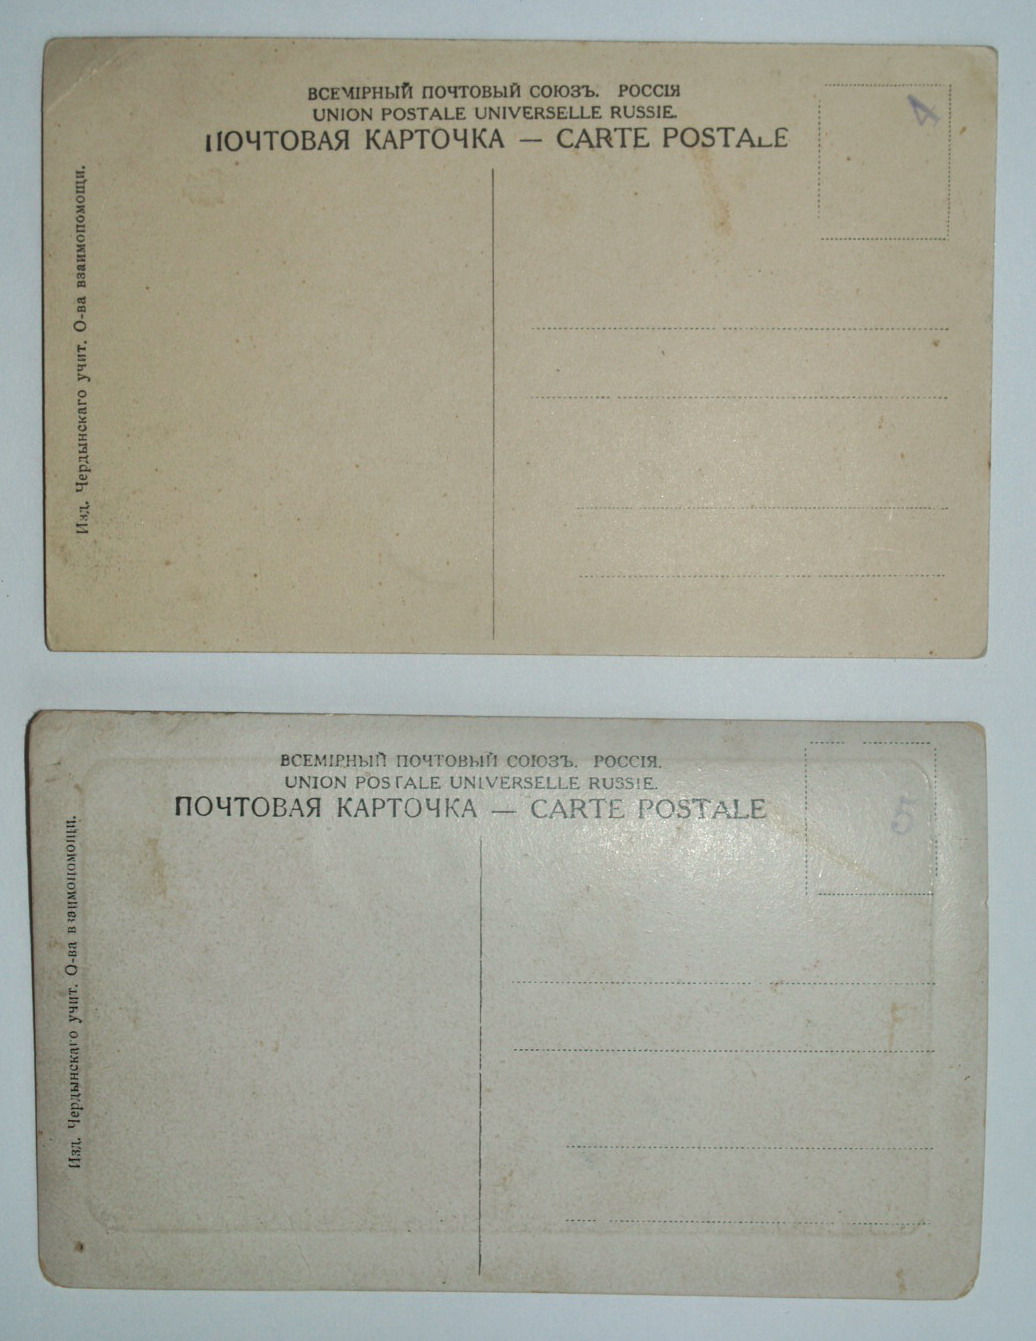 ВСЕМІРНЫЙ ПОЧТОВЫЙ СОЮЗЪ. РОССІЯ
UNION POSTALE UNIVERSELLE RUSSIE.
ПОЧТОВАЯ КАРТОЧКА — CARTE POSTALE
4
Изд. Чердынскаго учит. О-ва взаимопомощи.
ВСЕМІРНЫЙ ПОЧТОВЫЙ СОЮЗЪ. РОССІЯ.
UNION POSTALE UNIVERSELLE RUSSIE.
ПОЧТОВАЯ КАРТОЧКА — CARTE POSTALE
5
Изд. Чердынскаго учит. О-ва взаимопомощи.